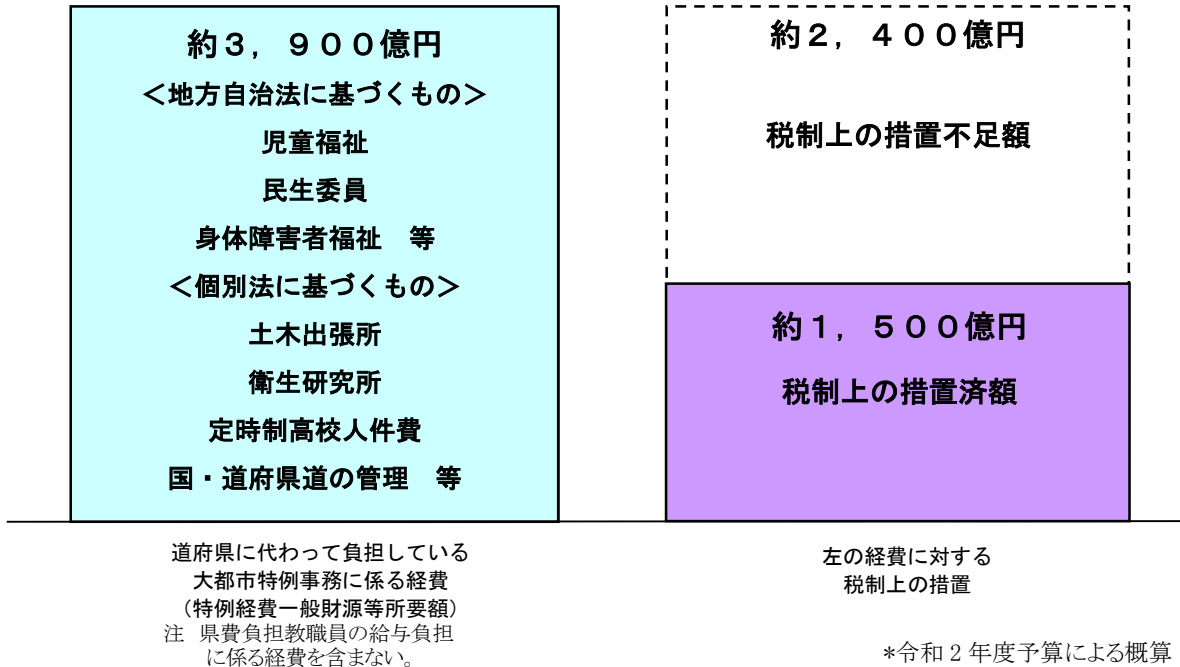 約３，９００億円
＜地方自治法に基づくもの＞
児童福祉
民生委員
身体障害者福祉　等
＜個別法に基づくもの＞
土木出張所
衛生研究所
定時制高校人件費
国・道府県道の管理　等
道府県に代わって負担している
大都市特例事務に係る経費
（特例経費一般財源等所要額）
注　県費負担教職員の給与負担
に係る経費を含まない。
約２，４００億円
税制上の措置不足額
約１，５００億円
税制上の措置済額
左の経費に対する
税制上の措置
*令和２年度予算による概算